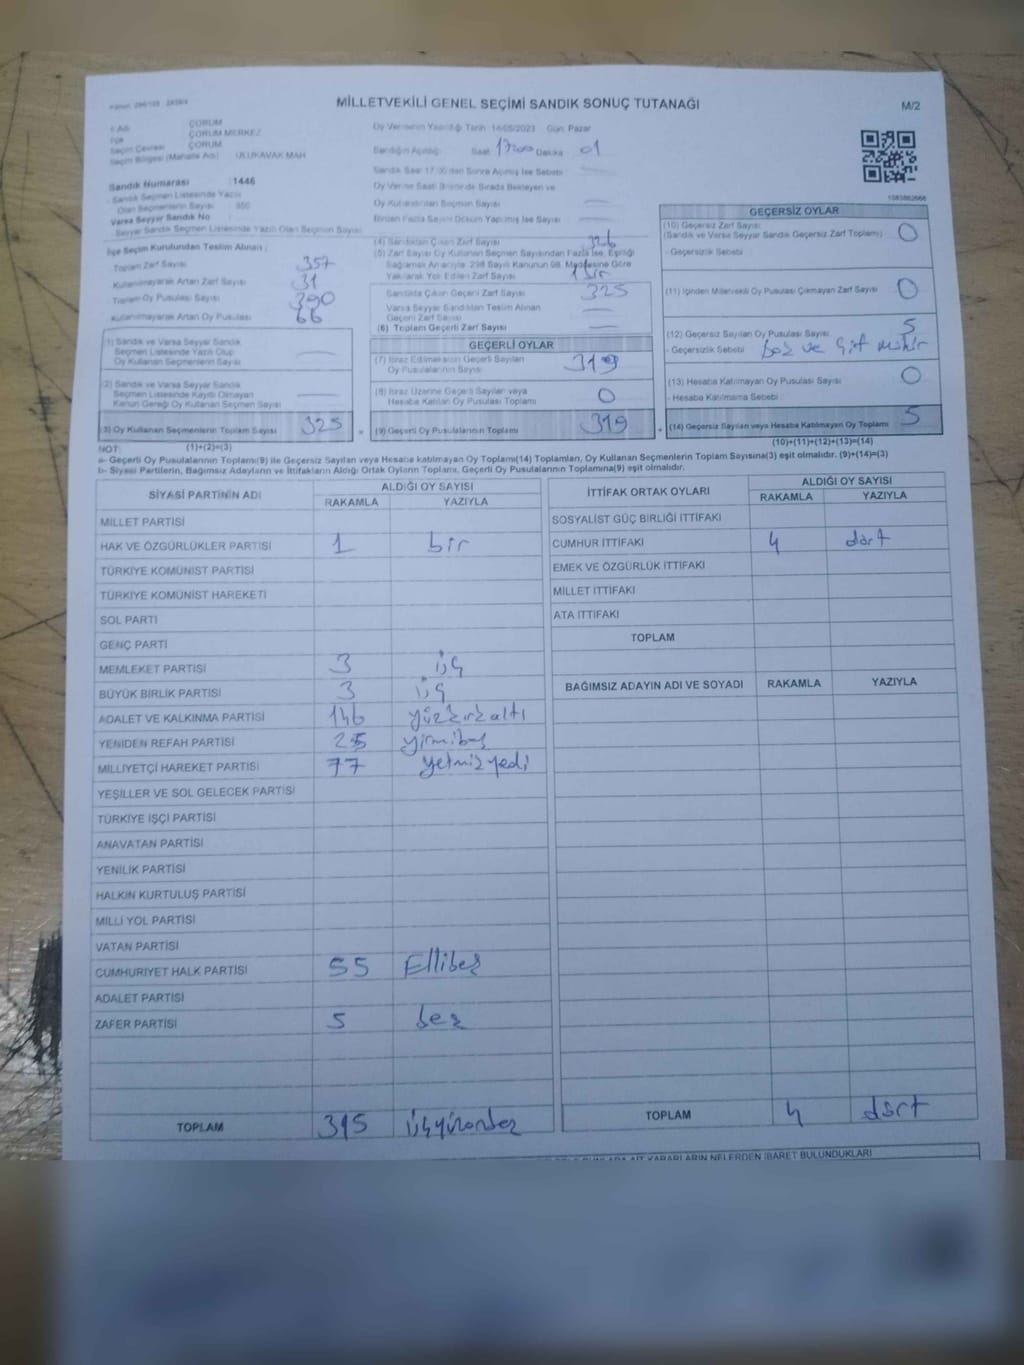 MİLLETVEKİLİ GENEL SEÇİMİ SANDIK SONUÇ TUTANAĞI
M/2
İl Adı ÇORUM
İlçe ÇORUM MERKEZ
Seçim Çevresi ÇORUM
Seçim Bölgesi (Mahalle Adı) ULUKAVAK MAH
Oy Vermenin Yapıldığı Tarih 14/05/2023 Gün: Pazar
Sandığın Açıldığı Saat 17:00 Dakika 01
Sandık Saat 17:00'den Sonra Açılmış İse Sebebi
Oy Verme Saati Bitiminde Sırada Bekleyen ve
Oy Kullandırılan Seçmen Sayısı
Birden Fazla Sayım Döküm Yapılmış İse Sayısı
Sandık Numarası : 1446
Sandık Seçmen Listesinde Yazılı
Olan Seçmenlerin Sayısı : 350
Varsa Seyyar Sandık No
Seyyar Sandık Seçmen Listesinde Yazılı Olan Seçmen Sayısı
İlçe Seçim Kurulundan Teslim Alınan :
Toplam Zarf Sayısı 357
Kullanılmayarak Artan Zarf Sayısı 31
Toplam Oy Pusulası Sayısı 390
Kullanılmayarak Artan Oy Pusulası 66
(4) Sandıktan Çıkan Zarf Sayısı 326
(5) Zarf Sayısı Oy Kullanan Seçmen Sayısından Fazla İse, Eşitliği
Sağlamak Amacıyla; 298 Sayılı Kanunun 98. Maddesine Göre
Yakılarak Yok Edilen Zarf Sayısı 1 bir
Sandıkta Çıkan Geçerli Zarf Sayısı 325
Varsa Seyyar Sandıktan Teslim Alınan
Geçerli Zarf Sayısı
(6) Toplam Geçerli Zarf Sayısı
GEÇERSİZ OYLAR
(10) Geçersiz Zarf Sayısı
(Sandık ve Varsa Seyyar Sandık Geçersiz Zarf Toplamı) 0
- Geçersizlik Sebebi
(11) İçinden Milletvekili Oy Pusulası Çıkmayan Zarf Sayısı 0
(12) Geçersiz Sayılan Oy Pusulası Sayısı 5
- Geçersizlik Sebebi boz ve çift mühür
(13) Hesaba Katılmayan Oy Pusulası Sayısı 0
- Hesaba Katılmama Sebebi
(14) Geçersiz Sayılan veya Hesaba Katılmayan Oy Toplamı 5
(10)+(11)+(12)+(13)=(14)
1) Sandık ve Varsa Seyyar Sandık
Seçmen Listesinde Yazılı Olup
Oy Kullanan Seçmenlerin Sayısı
(2) Sandık ve Varsa Seyyar Sandık
Seçmen Listesinde Kayıtlı Olmayan
Kanun Gereği Oy Kullanan Seçmen Sayısı
(3) Oy Kullanan Seçmenlerin Toplam Sayısı 325
(1)+(2)=(3)
GEÇERLİ OYLAR
(7) İtiraz Edilmeksizin Geçerli Sayılan
Oy Pusulalarının Sayısı 319
(8) İtiraz Üzerine Geçerli Sayılan veya
Hesaba Katılan Oy Pusulası Toplamı 0
(9) Geçerli Oy Pusulalarının Toplamı 319
NOT:
a- Geçerli Oy Pusulalarının Toplamı(9) ile Geçersiz Sayılan veya Hesaba katılmayan Oy Toplamı(14) Toplamları, Oy Kullanan Seçmenlerin Toplam Sayısına(3) eşit olmalıdır. (9)+(14)=(3)
b- Siyasi Partilerin, Bağımsız Adayların ve İttifakların Aldığı Ortak Oyların Toplamı, Geçerli Oy Pusulalarının Toplamına(9) eşit olmalıdır.
SİYASİ PARTİNİN ADI ALDIĞI OY SAYISI
RAKAMLA YAZIYLA
MİLLET PARTİSİ
HAK VE ÖZGÜRLÜKLER PARTİSİ 1 bir
TÜRKİYE KOMÜNİST PARTİSİ
TÜRKİYE KOMÜNİST HAREKETİ
SOL PARTİ
GENÇ PARTİ
MEMLEKET PARTİSİ 3 üç
BÜYÜK BİRLİK PARTİSİ 3 üç
ADALET VE KALKINMA PARTİSİ 146 yüzkırkaltı
YENİDEN REFAH PARTİSİ 25 yirmibeş
MİLLİYETÇİ HAREKET PARTİSİ 77 yetmişyedi
YEŞİLLER VE SOL GELECEK PARTİSİ
TÜRKİYE İŞÇİ PARTİSİ
ANAVATAN PARTİSİ
YENİLİK PARTİSİ
HALKIN KURTULUŞ PARTİSİ
MİLLİ YOL PARTİSİ
VATAN PARTİSİ
CUMHURİYET HALK PARTİSİ 55 Ellibeş
ADALET PARTİSİ
ZAFER PARTİSİ 5 beş
TOPLAM 315 üçyüzonbeş
İTTİFAK ORTAK OYLARI ALDIĞI OY SAYISI
RAKAMLA YAZIYLA
SOSYALİST GÜÇ BİRLİĞİ İTTİFAKI
CUMHUR İTTİFAKI 4 dört
EMEK VE ÖZGÜRLÜK İTTİFAKI
MİLLET İTTİFAKI
ATA İTTİFAKI
TOPLAM
BAĞIMSIZ ADAYIN ADI VE SOYADI RAKAMLA YAZIYLA
TOPLAM 4 dört
KARARLARIN NELERDEN İBARET BULUNDUKLARI